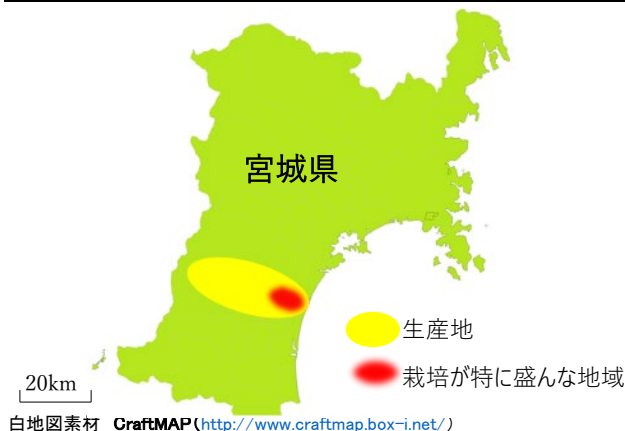 宮城県
生産地
栽培が特に盛んな地域
20km
白地図素材 CraftMAP(http://www.craftmap.box-i.net/)